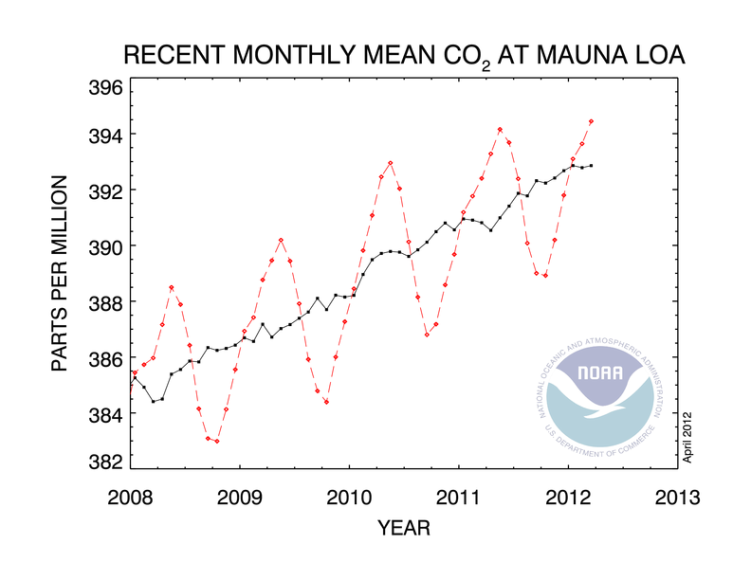 RECENT MONTHLY MEAN CO₂ AT MAUNA LOA
396
394
392
390
388
386
384
382
PARTS PER MILLION
2008 2009 2010 2011 2012 2013
YEAR
NATIONAL OCEANIC AND ATMOSPHERIC ADMINISTRATION
NOAA
U.S. DEPARTMENT OF COMMERCE
April 2012